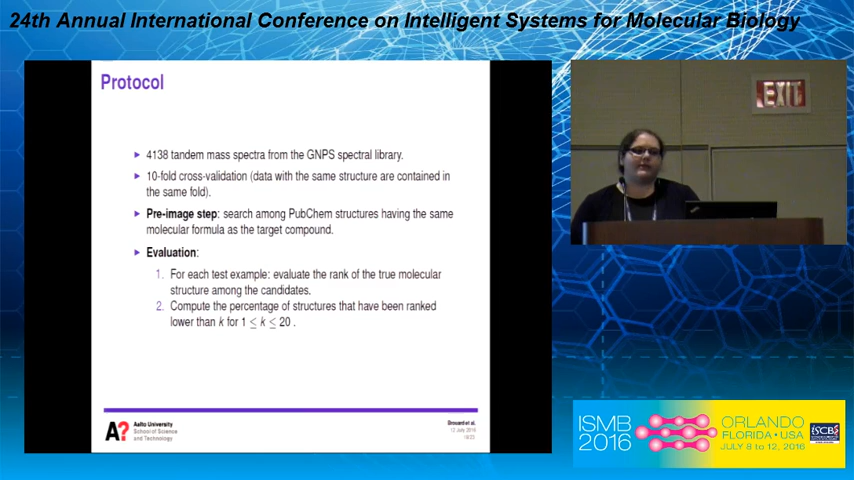 24th Annual International Conference on Intelligent Systems for Molecular Biology
Protocol
4138 tandem mass spectra from the GNPS spectral library.
10-fold cross-validation (data with the same structure are contained in
the same fold).
Pre-image step: search among PubChem structures having the same
molecular formula as the target compound.
Evaluation:
1. For each test example: evaluate the rank of the true molecular
structure among the candidates.
2. Compute the percentage of structures that have been ranked
lower than k for 1 ≤ k ≤ 20 .
A?
Aalto University
School of Science
and Technology
Brouard et al.
12 July 2016
EXIT
ISMB
2016
ORLANDO
FLORIDA • USA
JULY 8 to 12, 2016
ISCB